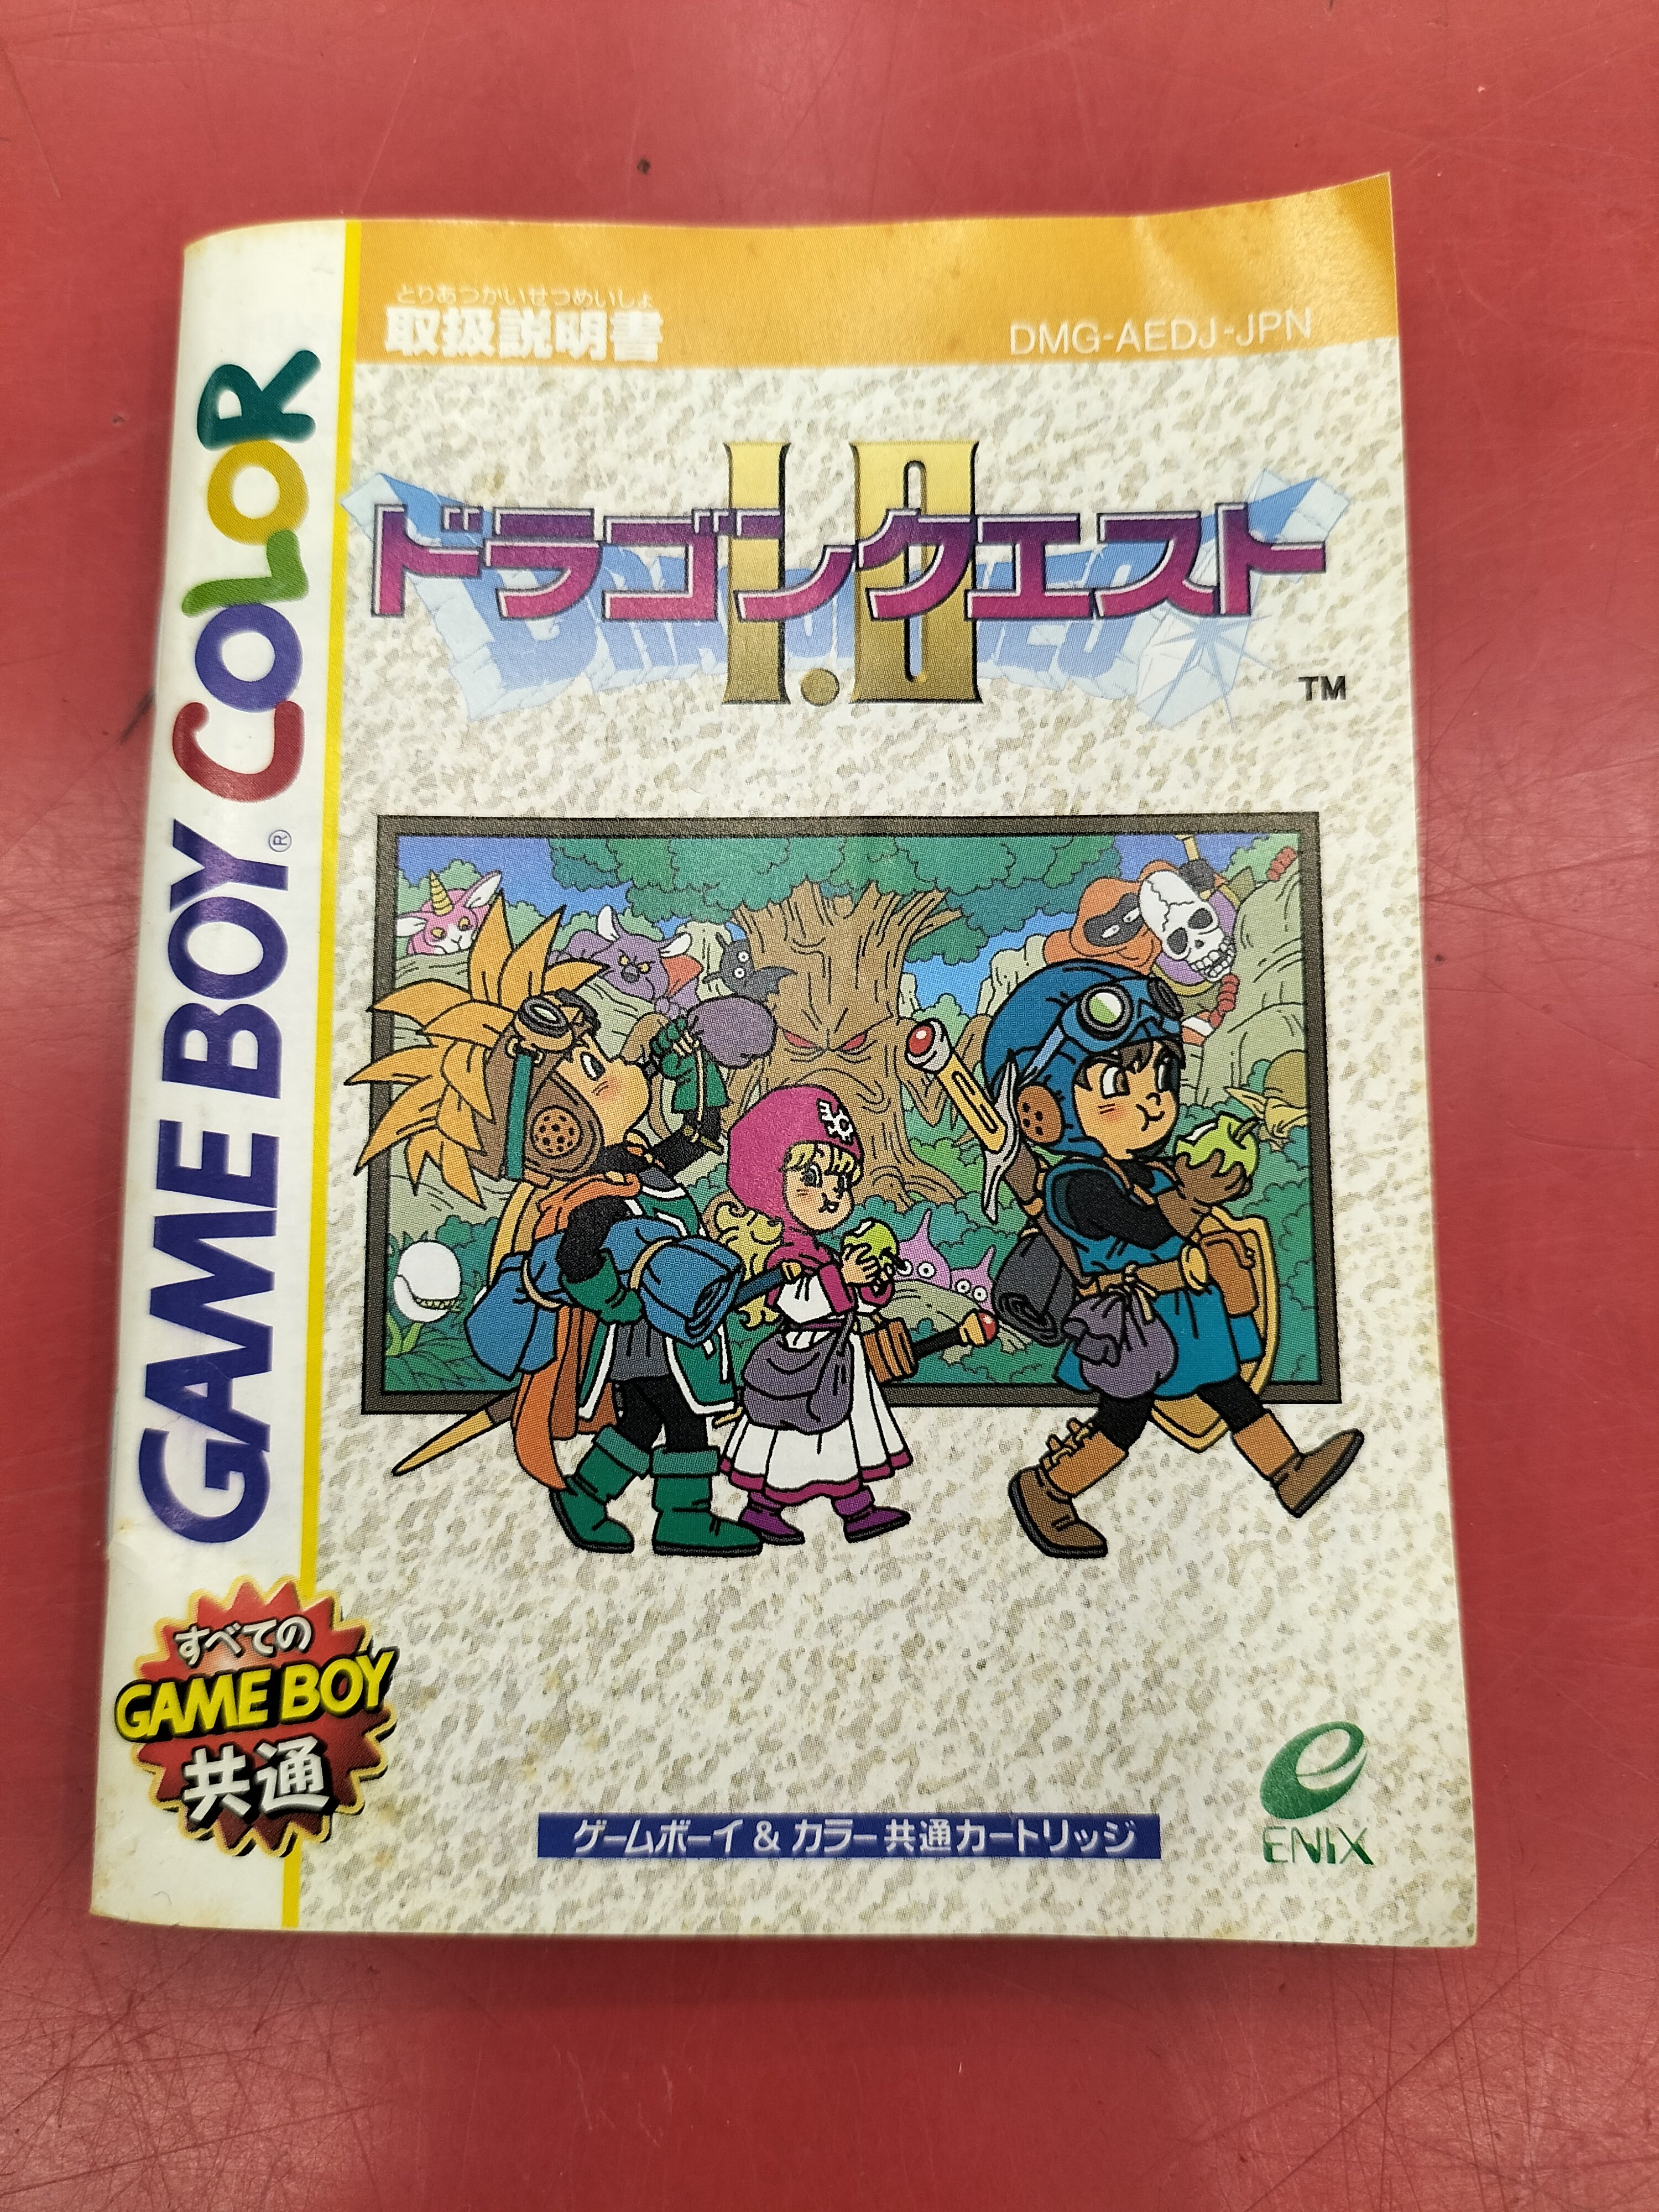 とりあつかいせつめいしょ
取扱説明書
DMG-AEDJ-JPN
GAME BOY® COLOR
I.II
ドラゴンクエスト
TM
すべての
GAME BOY
共通
ゲームボーイ & カラー共通カートリッジ
ENIX